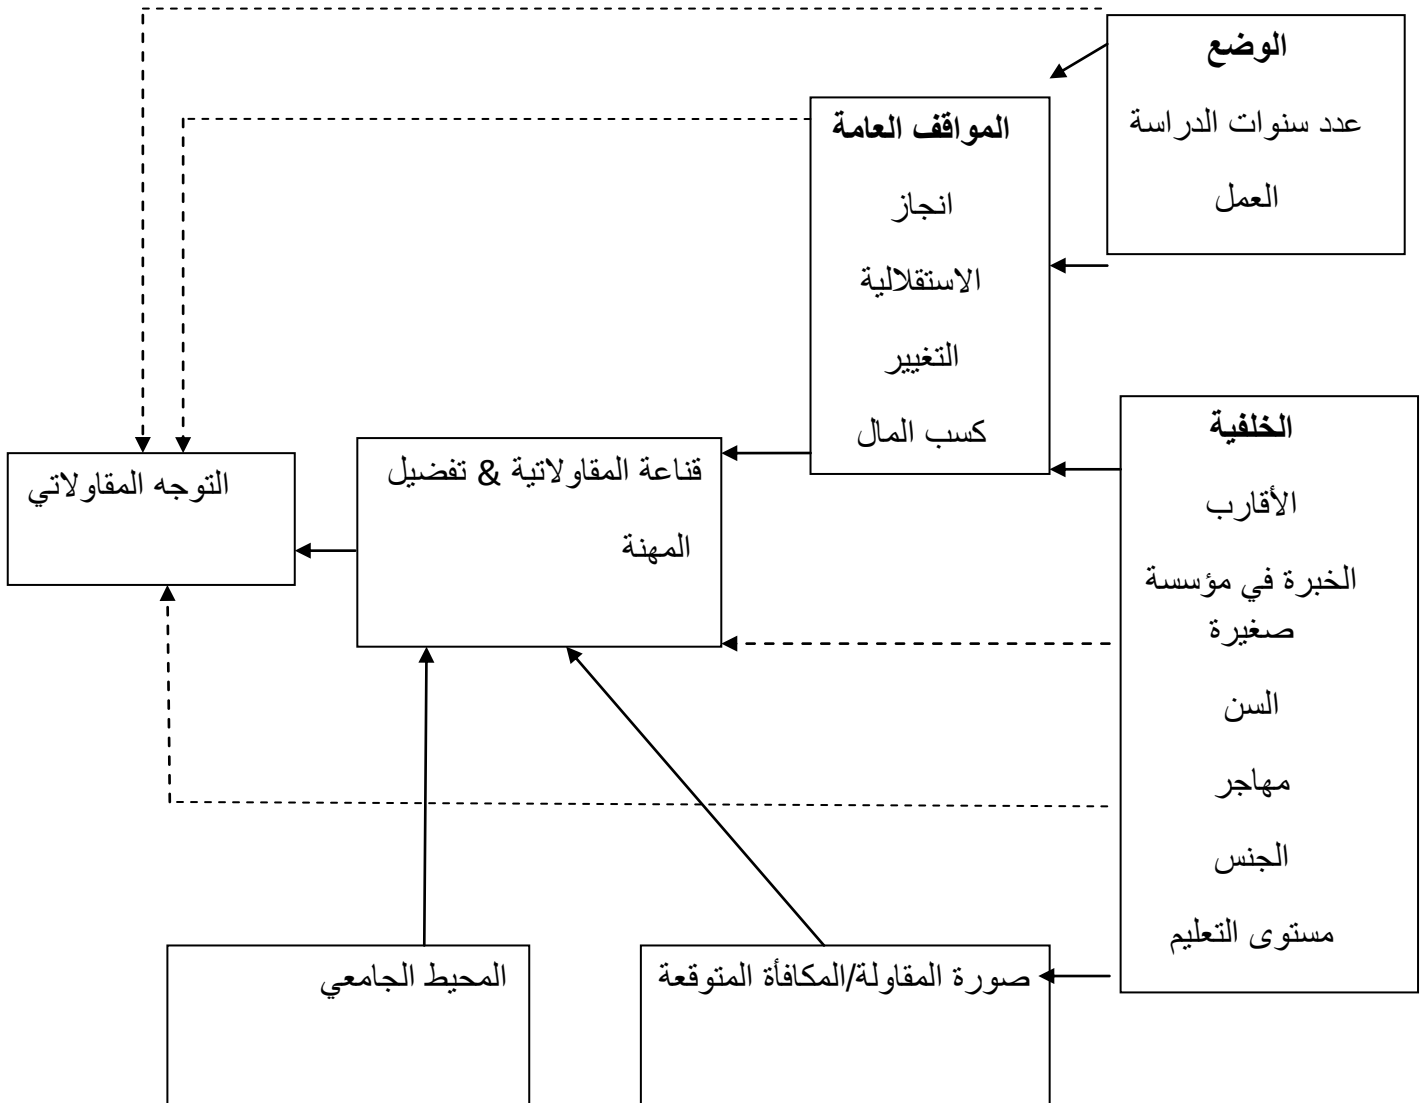 الوضع
عدد سنوات الدراسة
العمل
المواقف العامة
انجاز
الاستقلالية
التغيير
كسب المال
الخلفية
الأقارب
الخبرة في مؤسسة
صغيرة
السن
مهاجر
الجنس
مستوى التعليم
قناعة المقاولاتية & تفضيل
المهنة
التوجه المقاولاتي
صورة المقاولة/المكافأة المتوقعة
المحيط الجامعي